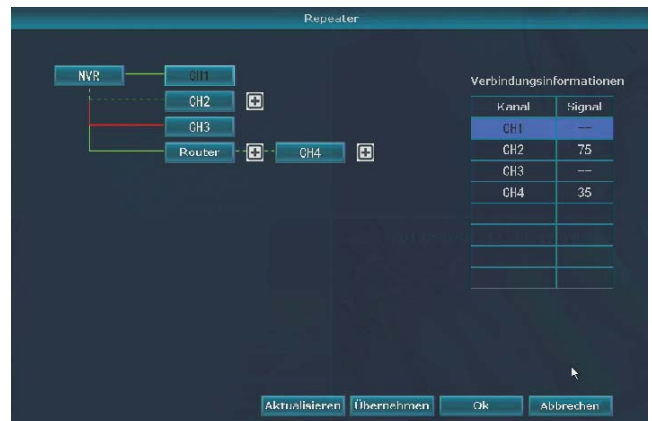 Repeater
NVR
CH1
CH2
CH3
Router
CH4
Verbindungsinformationen
Kanal Signal
CH1 --
CH2 75
CH3 --
CH4 35
Aktualisieren Übernehmen Ok Abbrechen